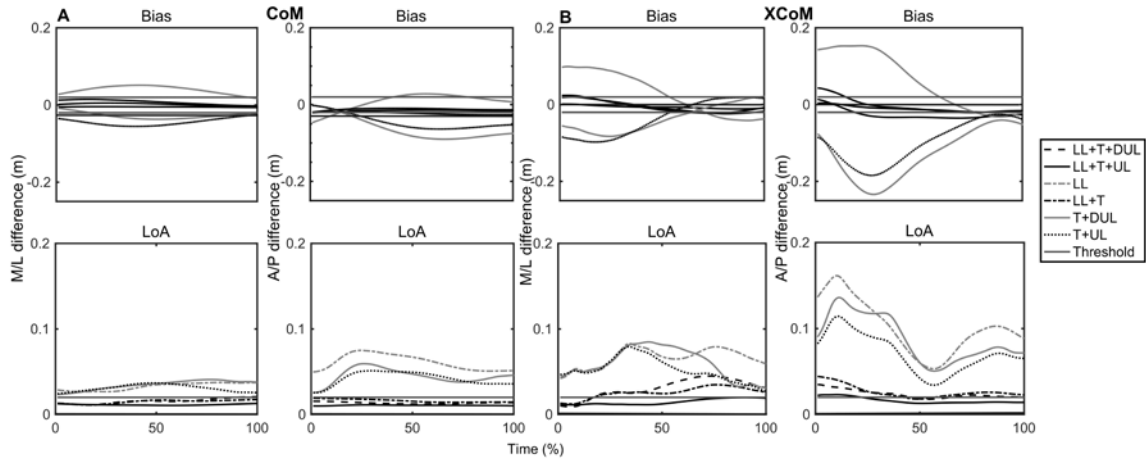 A CoM B XCoM
Bias Bias Bias Bias
0.2 0.2 0.2 0.2
0 0 0 0
-0.2 -0.2 -0.2 -0.2
M/L difference (m) A/P difference (m) M/L difference (m) A/P difference (m)
LoA LoA LoA LoA
0.2 0.2 0.2 0.2
0.1 0.1 0.1 0.1
0 0 0 0
0 50 100 0 50 100 0 50 100 0 50 100
Time (%)
LL+T+DUL
LL+T+UL
LL
LL+T
T+DUL
T+UL
Threshold